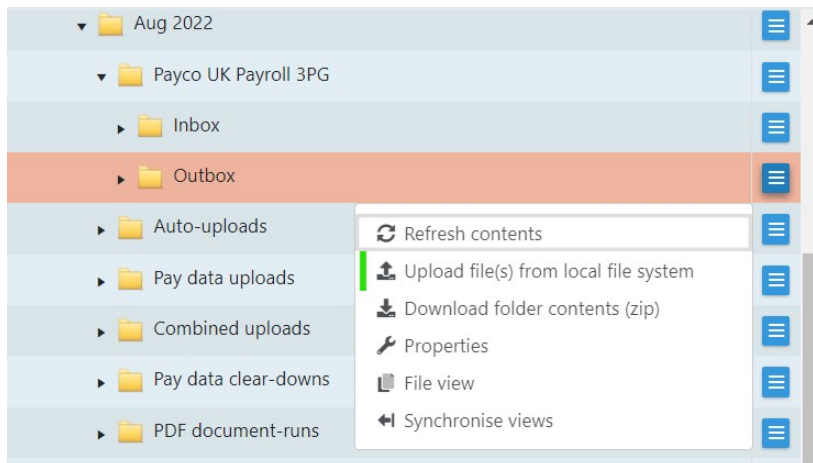 Aug 2022
Payco UK Payroll 3PG
Inbox
Outbox
Auto-uploads
Pay data uploads
Combined uploads
Pay data clear-downs
PDF document-runs
Refresh contents
Upload file(s) from local file system
Download folder contents (zip)
Properties
File view
Synchronise views